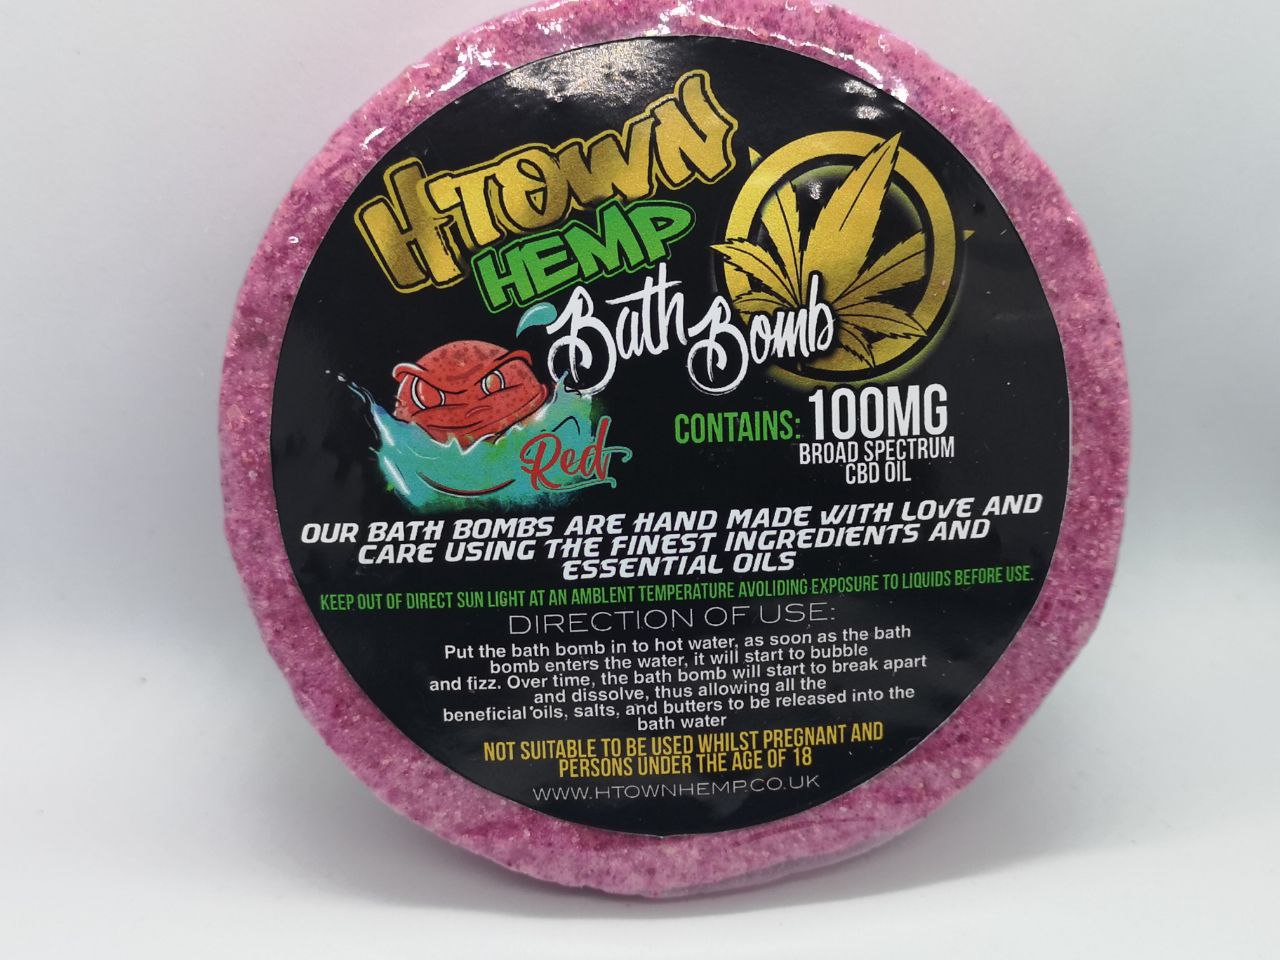 HTOWN
HEMP
Bath Bomb
Red
CONTAINS: 100MG
BROAD SPECTRUM
CBD OIL
OUR BATH BOMBS ARE HAND MADE WITH LOVE AND
CARE USING THE FINEST INGREDIENTS AND
ESSENTIAL OILS
KEEP OUT OF DIRECT SUN LIGHT AT AN AMBLENT TEMPERATURE AVOLIDING EXPOSURE TO LIQUIDS BEFORE USE.
DIRECTION OF USE:
Put the bath bomb in to hot water, as soon as the bath
bomb enters the water, it will start to bubble
and fizz. Over time, the bath bomb will start to break apart
and dissolve, thus allowing all the
beneficial oils, salts, and butters to be released into the
bath water
NOT SUITABLE TO BE USED WHILST PREGNANT AND
PERSONS UNDER THE AGE OF 18
WWW.HTOWNHEMP.CO.UK